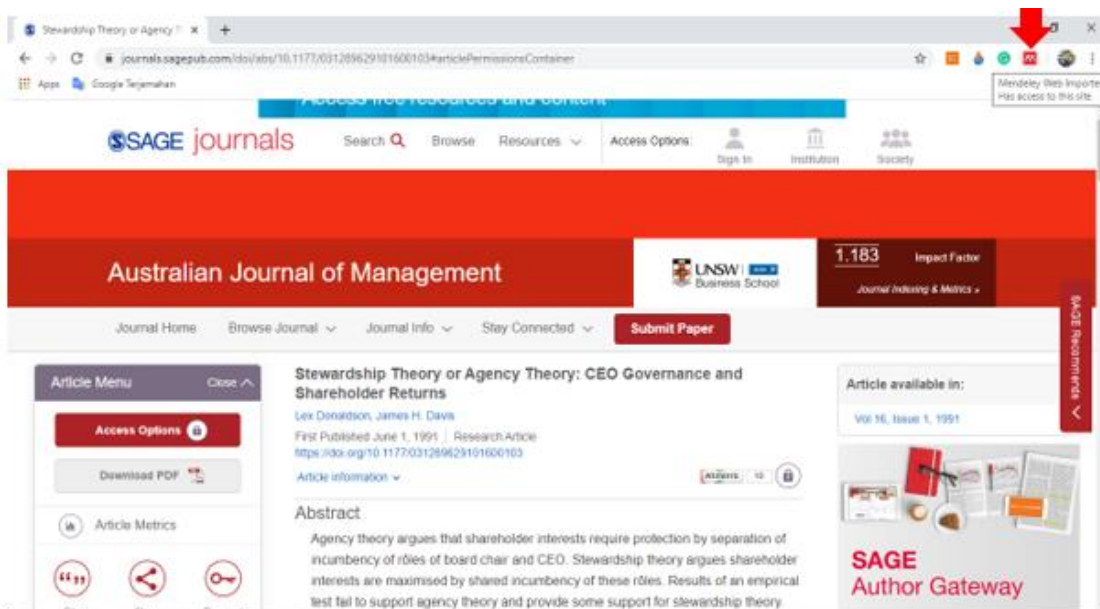 Stewardship Theory or Agency T
journals.sagepub.com/doi/abs/10.1177/031289629101600103#articlePermissionsContainer
Apps Google Terjemahan
Mendeley Web Importe
Has access to this site
Access free resources and content
SAGE journals
Search Browse Resources Access Options:
Sign In Institution Society
Australian Journal of Management
UNSW
Business School
1.183 Impact Factor
Journal Indexing & Metrics »
SAGE Recommends
Journal Home Browse Journal Journal Info Stay Connected Submit Paper
Article Menu Close
Access Options
Download PDF
Article Metrics
Stewardship Theory or Agency Theory: CEO Governance and
Shareholder Returns
Lex Donaldson, James H. Davis
First Published June 1, 1991 | Research Article
https://doi.org/10.1177/031289629101600103
Article information
Abstract
Agency theory argues that shareholder interests require protection by separation of
incumbency of rôles of board chair and CEO. Stewardship theory argues shareholder
interests are maximised by shared incumbency of these rôles. Results of an empirical
test fail to support agency theory and provide some support for stewardship theory
Article available in:
Vol 16, Issue 1, 1991
SAGE
Author Gateway